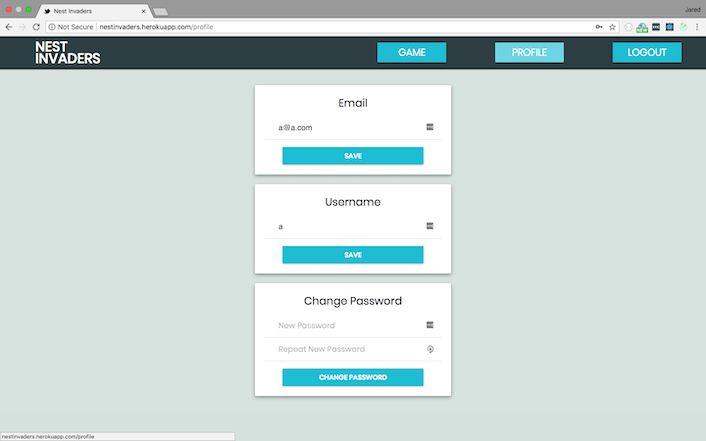 Nest Invaders
Jared
Not Secure nestinvaders.herokuapp.com/profile
NEST
INVADERS
GAME
PROFILE
LOGOUT
Email
a@a.com
SAVE
Username
a
SAVE
Change Password
New Password
Repeat New Password
CHANGE PASSWORD
nestinvaders.herokuapp.com/profile